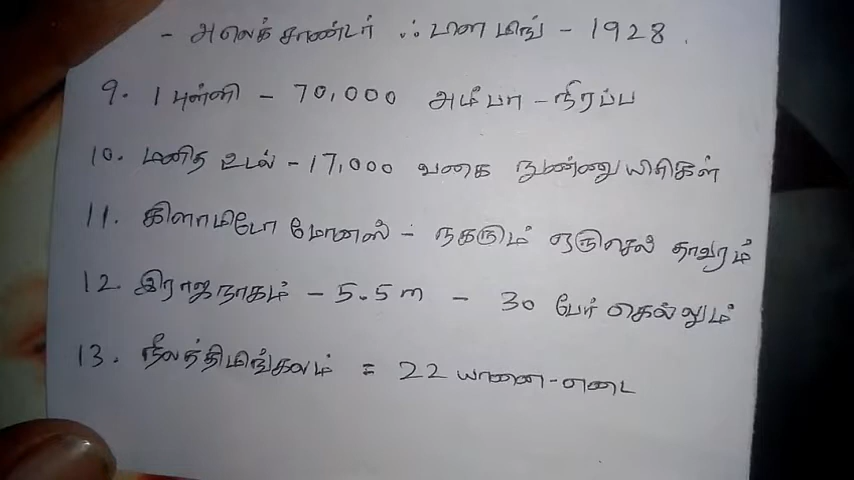 - அலெக் சாண்டர் ஃபிளமிங் - 1928.
9. 1 புள்ளி - 70,000 அமீபா - நிரப்ப
10. மனித உடல் - 17,000 வகை நுண்ணுயிரிகள்
11. கிளாமிடோ மோனஸ் - நகரும் ஒருசெல் தாவரம்
12. இராஜநாகம் - 5.5 m - 30 பேர் கொல்லும்
13. நீலத்திமிங்கலம் = 22 யானை - எடை